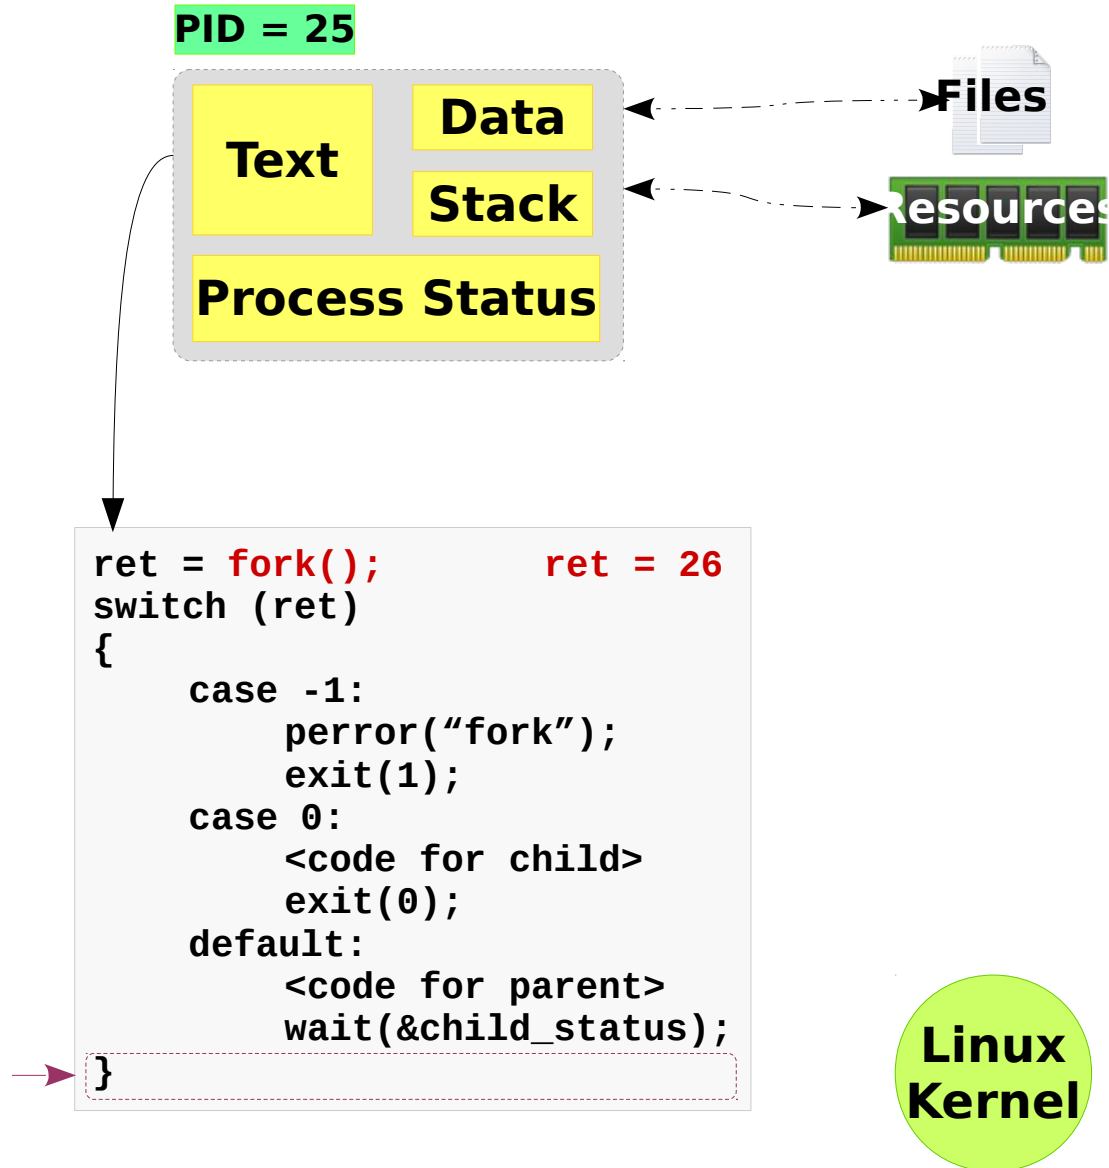 PID = 25
Text
Data
Stack
Process Status
Files
Resources
ret = fork(); ret = 26
switch (ret)
{
case -1:
perror(“fork”);
exit(1);
case 0:
<code for child>
exit(0);
default:
<code for parent>
wait(&child_status);
}
Linux
Kernel